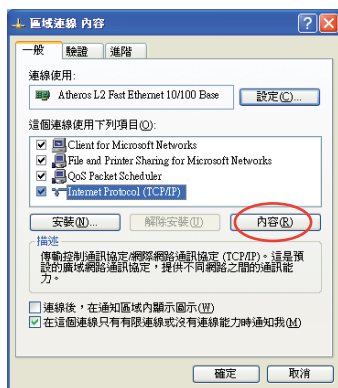 區域連線 內容
一般
驗證
進階
連線使用:
Atheros L2 Fast Ethernet 10/100 Base
設定(C)...
這個連線使用下列項目(O):
Client for Microsoft Networks
File and Printer Sharing for Microsoft Networks
QoS Packet Scheduler
Internet Protocol (TCP/IP)
安裝(N)...
解除安裝(U)
內容(R)
描述
傳輸控制通訊協定/網際網路通訊協定 (TCP/IP)。這是預
設的廣域網路通訊協定，提供不同網路之間的通訊能
力。
連線後，在通知區域內顯示圖示(W)
在這個連線只有有限連線或沒有連線能力時通知我(M)
確定
取消